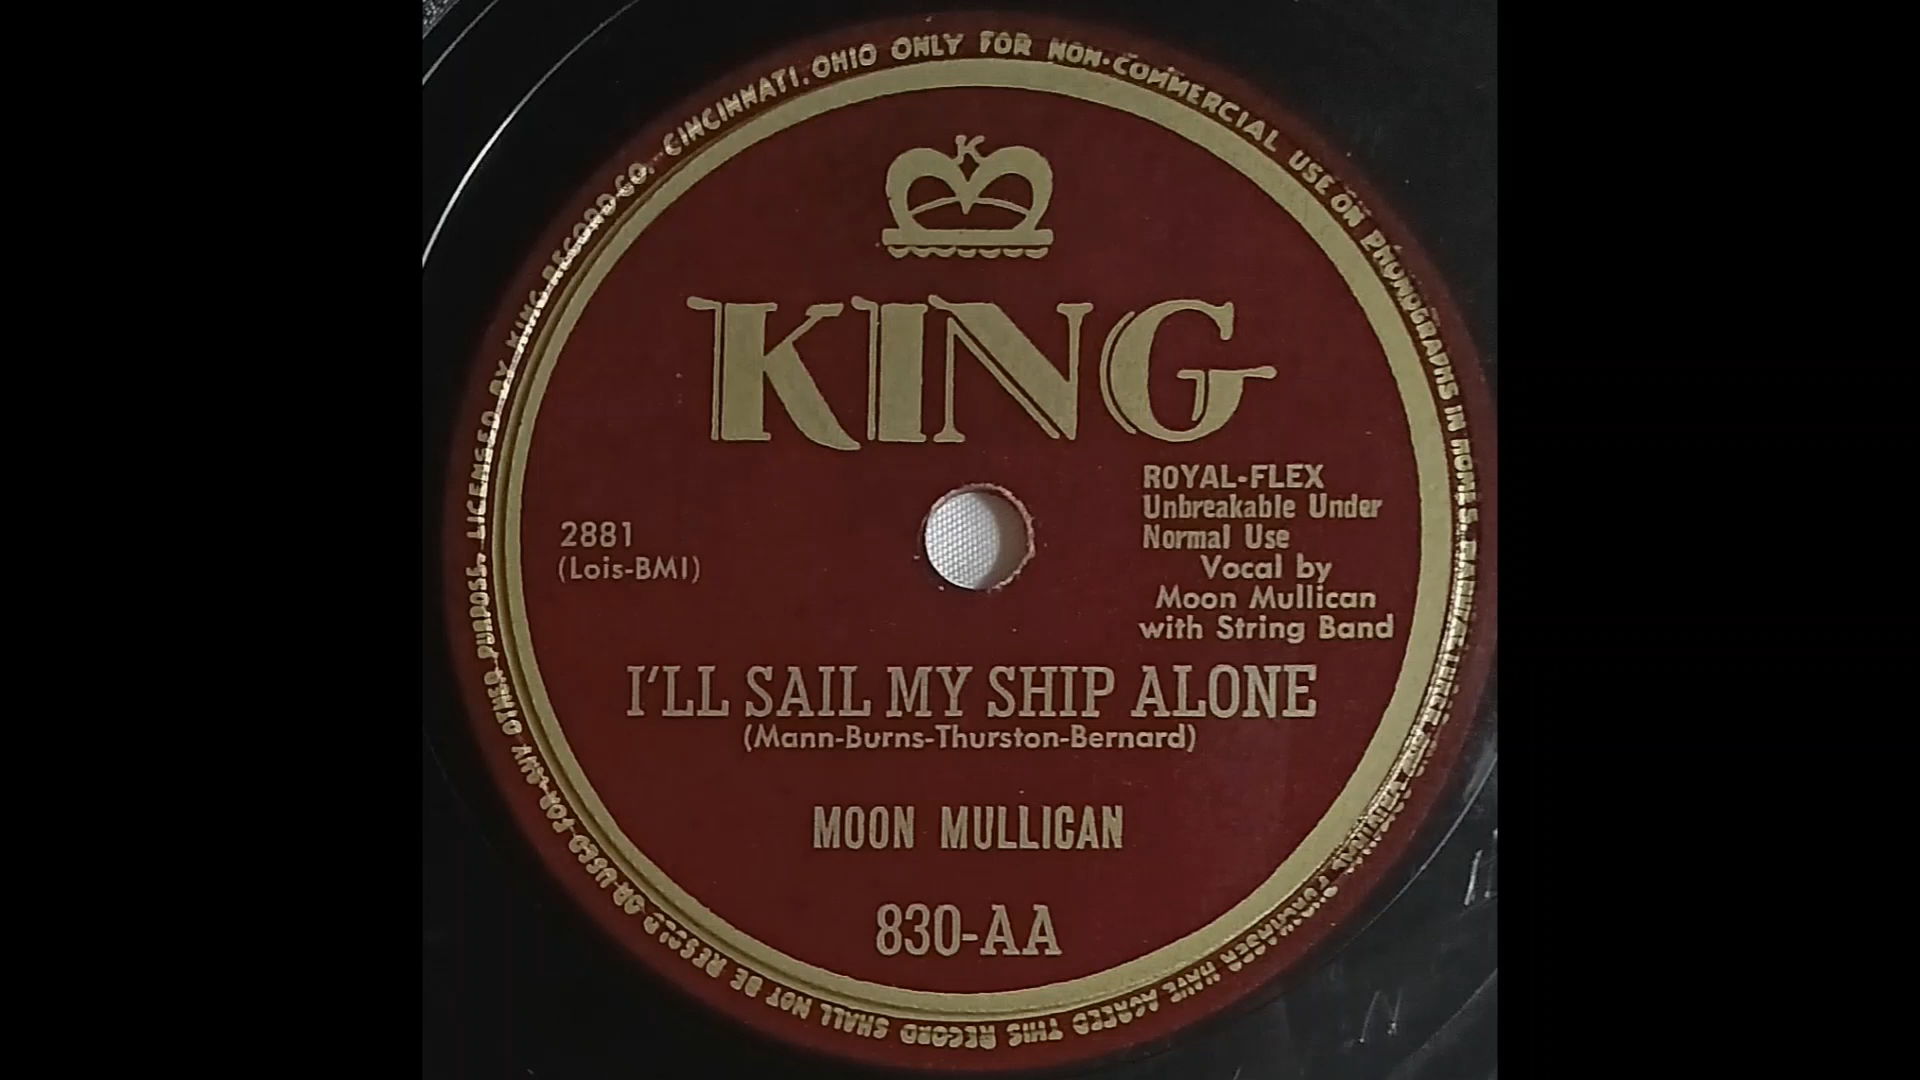 LICENSED BY KING RECORD CO. CINCINNATI, OHIO ONLY FOR NON-COMMERCIAL USE ON PHONOGRAPHS IN HOMES.
PURCHASER HAVE AGREED THIS RECORD SHALL NOT BE RESOLD OR USED FOR ANY OTHER PURPOSE.
K
KING
ROYAL-FLEX
Unbreakable Under
Normal Use
2881
(Lois-BMI)
Vocal by
Moon Mullican
with String Band
I'LL SAIL MY SHIP ALONE
(Mann-Burns-Thurston-Bernard)
MOON MULLICAN
830-AA